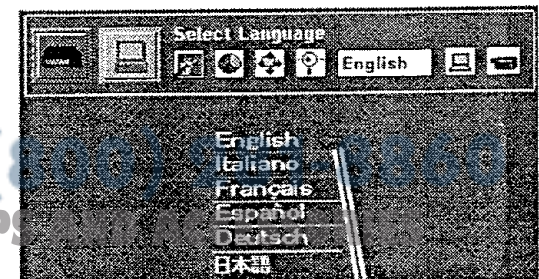 Select Language
English
English
Italiano
Français
Español
Deutsch
日本語